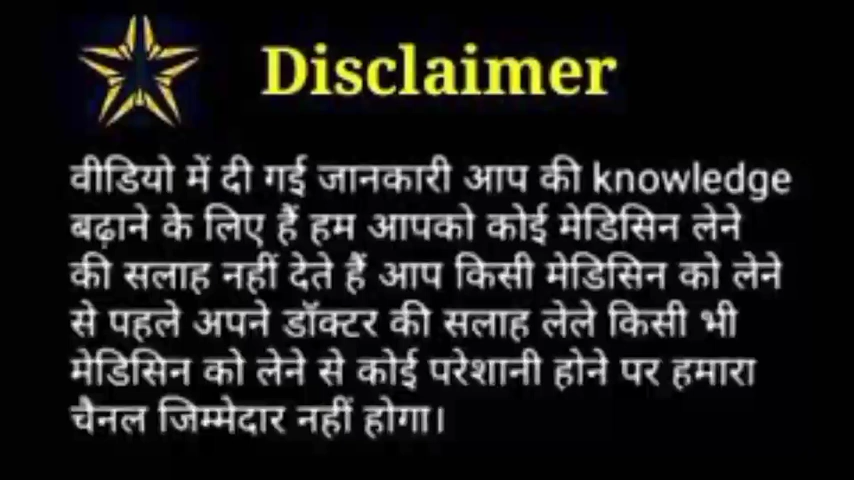 Disclaimer
वीडियो में दी गई जानकारी आप की knowledge
बढ़ाने के लिए हैं हम आपको कोई मेडिसिन लेने
की सलाह नहीं देते हैं आप किसी मेडिसिन को लेने
से पहले अपने डॉक्टर की सलाह लेले किसी भी
मेडिसिन को लेने से कोई परेशानी होने पर हमारा
चैनल जिम्मेदार नहीं होगा।